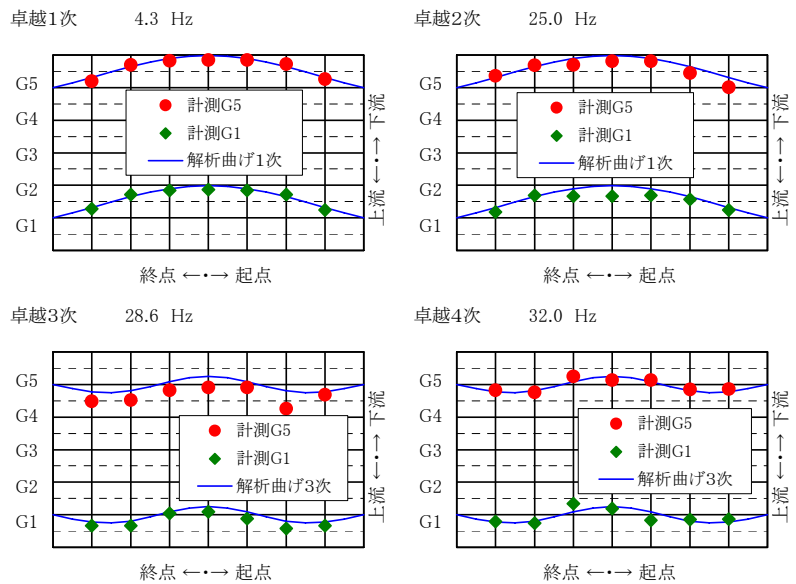 卓越1次 4.3 Hz
G5
G4
G3
G2
G1
計測G5
計測G1
解析曲げ1次
上流 ←・→ 下流
終点 ←・→ 起点
卓越2次 25.0 Hz
G5
G4
G3
G2
G1
計測G5
計測G1
解析曲げ1次
上流 ←・→ 下流
終点 ←・→ 起点
卓越3次 28.6 Hz
G5
G4
G3
G2
G1
計測G5
計測G1
解析曲げ3次
上流 ←・→ 下流
終点 ←・→ 起点
卓越4次 32.0 Hz
G5
G4
G3
G2
G1
計測G5
計測G1
解析曲げ3次
上流 ←・→ 下流
終点 ←・→ 起点